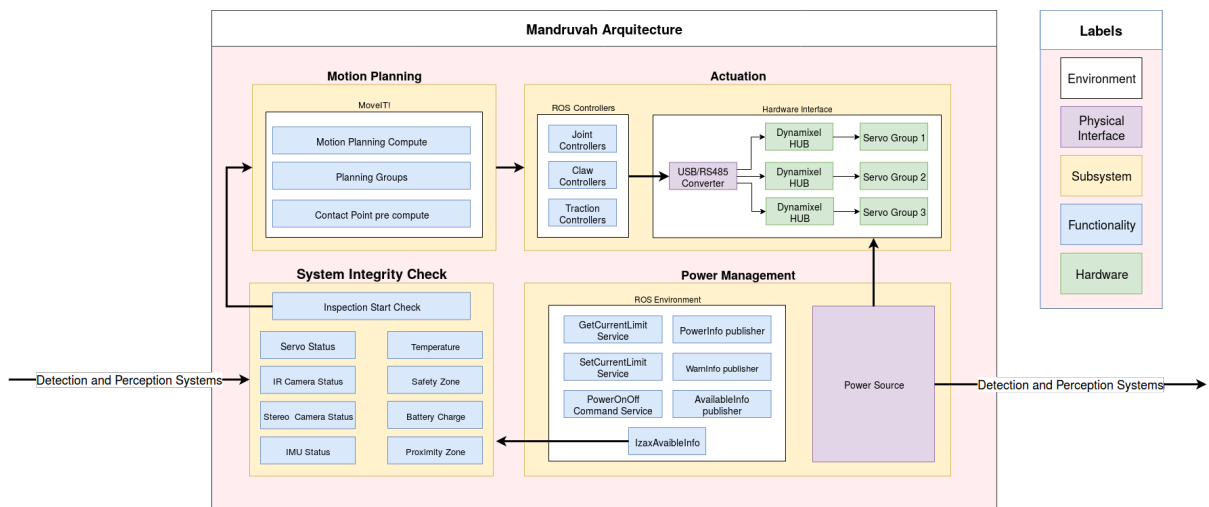 Mandruvah Arquitecture
Motion Planning
MoveIT!
Motion Planning Compute
Planning Groups
Contact Point pre compute
Actuation
ROS Controllers
Joint
Controllers
Claw
Controllers
Traction
Controllers
Hardware Interface
USB/RS485
Converter
Dynamixel
HUB
Servo Group 1
Dynamixel
HUB
Servo Group 2
Dynamixel
HUB
Servo Group 3
System Integrity Check
Inspection Start Check
Servo Status
Temperature
IR Camera Status
Safety Zone
Stereo Camera Status
Battery Charge
IMU Status
Proximity Zone
Detection and Perception Systems
Power Management
ROS Environment
GetCurrentLimit
Service
PowerInfo publisher
SetCurrentLimit
Service
WarnInfo publisher
PowerOnOff
Command Service
AvailableInfo
publisher
IzaxAvaibleInfo
Power Source
Detection and Perception Systems
Labels
Environment
Physical
Interface
Subsystem
Functionality
Hardware